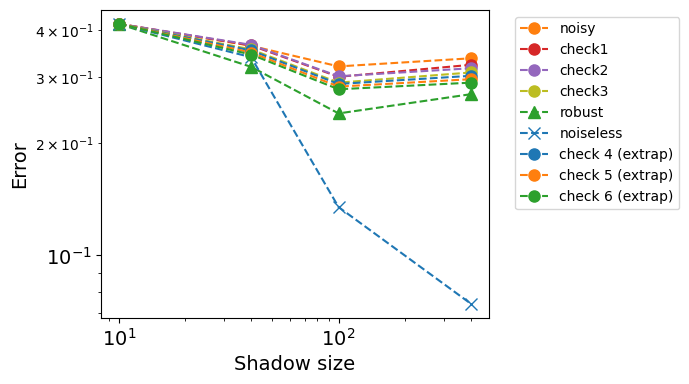 4 × 10⁻¹
3 × 10⁻¹
2 × 10⁻¹
10⁻¹
Error
10¹
10²
Shadow size
noisy
check1
check2
check3
robust
noiseless
check 4 (extrap)
check 5 (extrap)
check 6 (extrap)